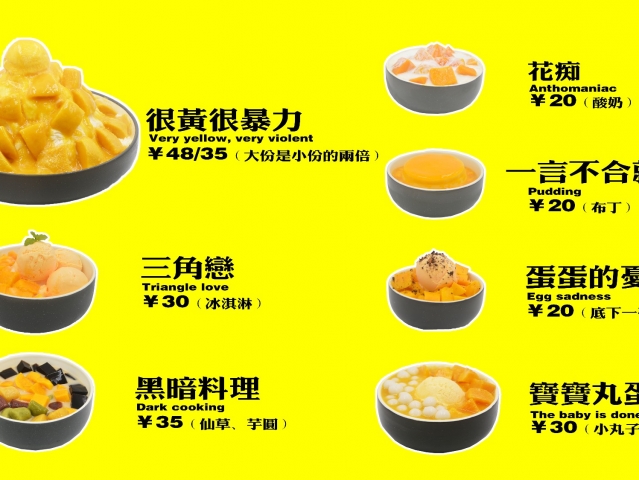 很黃很暴力
Very yellow, very violent
￥48/35（大份是小份的兩倍）
三角戀
Triangle love
￥30（冰淇淋）
黑暗料理
Dark cooking
￥35（仙草、芋圓）
花痴
Anthomaniac
￥20（酸奶）
一言不合就
Pudding
￥20（布丁）
蛋蛋的憂
Egg sadness
￥20（底下一
寶寶丸蛋
The baby is done
￥30（小丸子